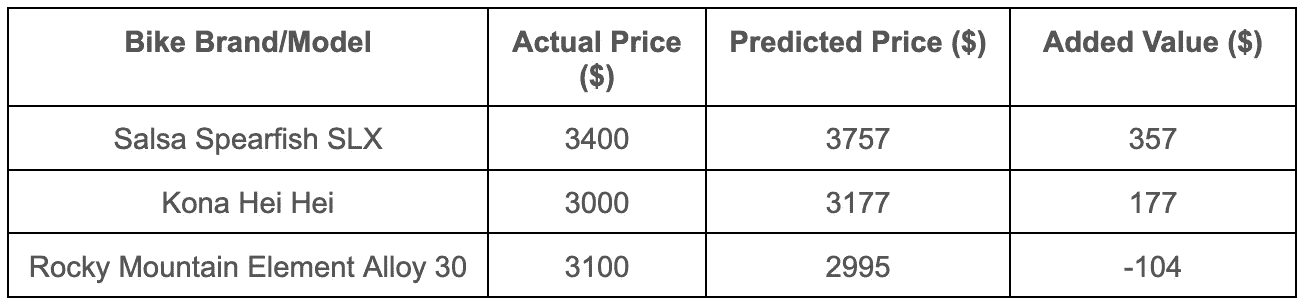 Bike Brand/Model Actual Price Predicted Price ($) Added Value ($)
($)
Salsa Spearfish SLX 3400 3757 357
Kona Hei Hei 3000 3177 177
Rocky Mountain Element Alloy 30 3100 2995 -104